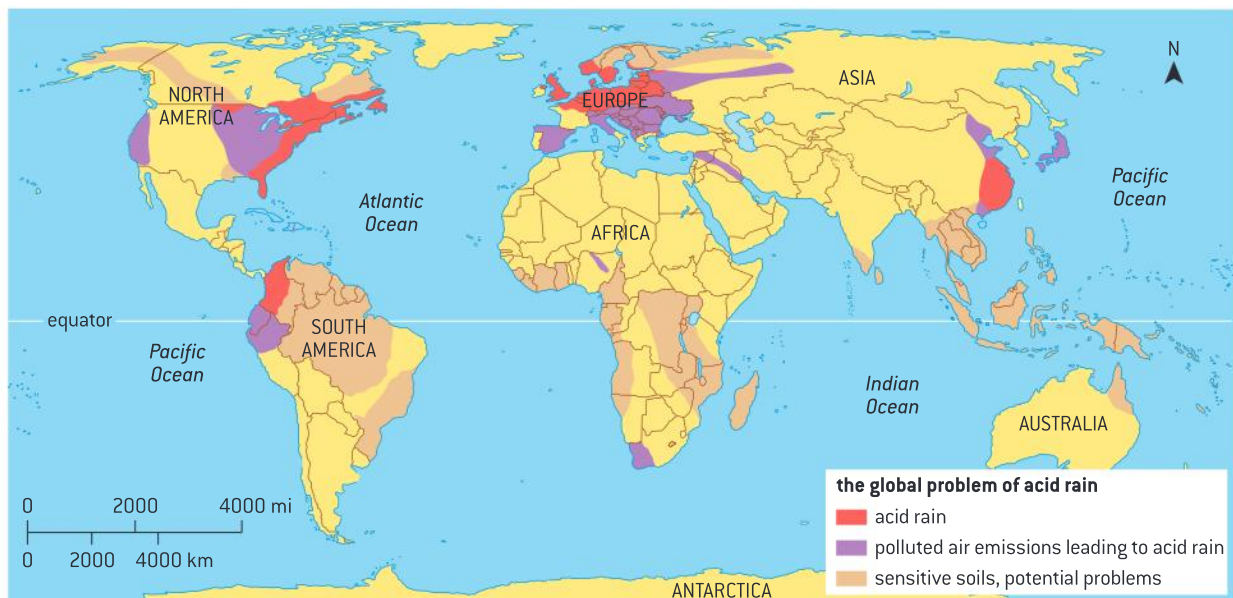 N
ASIA
NORTH
AMERICA
EUROPE
Atlantic
Ocean
Pacific
Ocean
AFRICA
equator
SOUTH
AMERICA
Pacific
Ocean
Indian
Ocean
AUSTRALIA
the global problem of acid rain
acid rain
polluted air emissions leading to acid rain
sensitive soils, potential problems
0 2000 4000 mi
0 2000 4000 km
ANTARCTICA